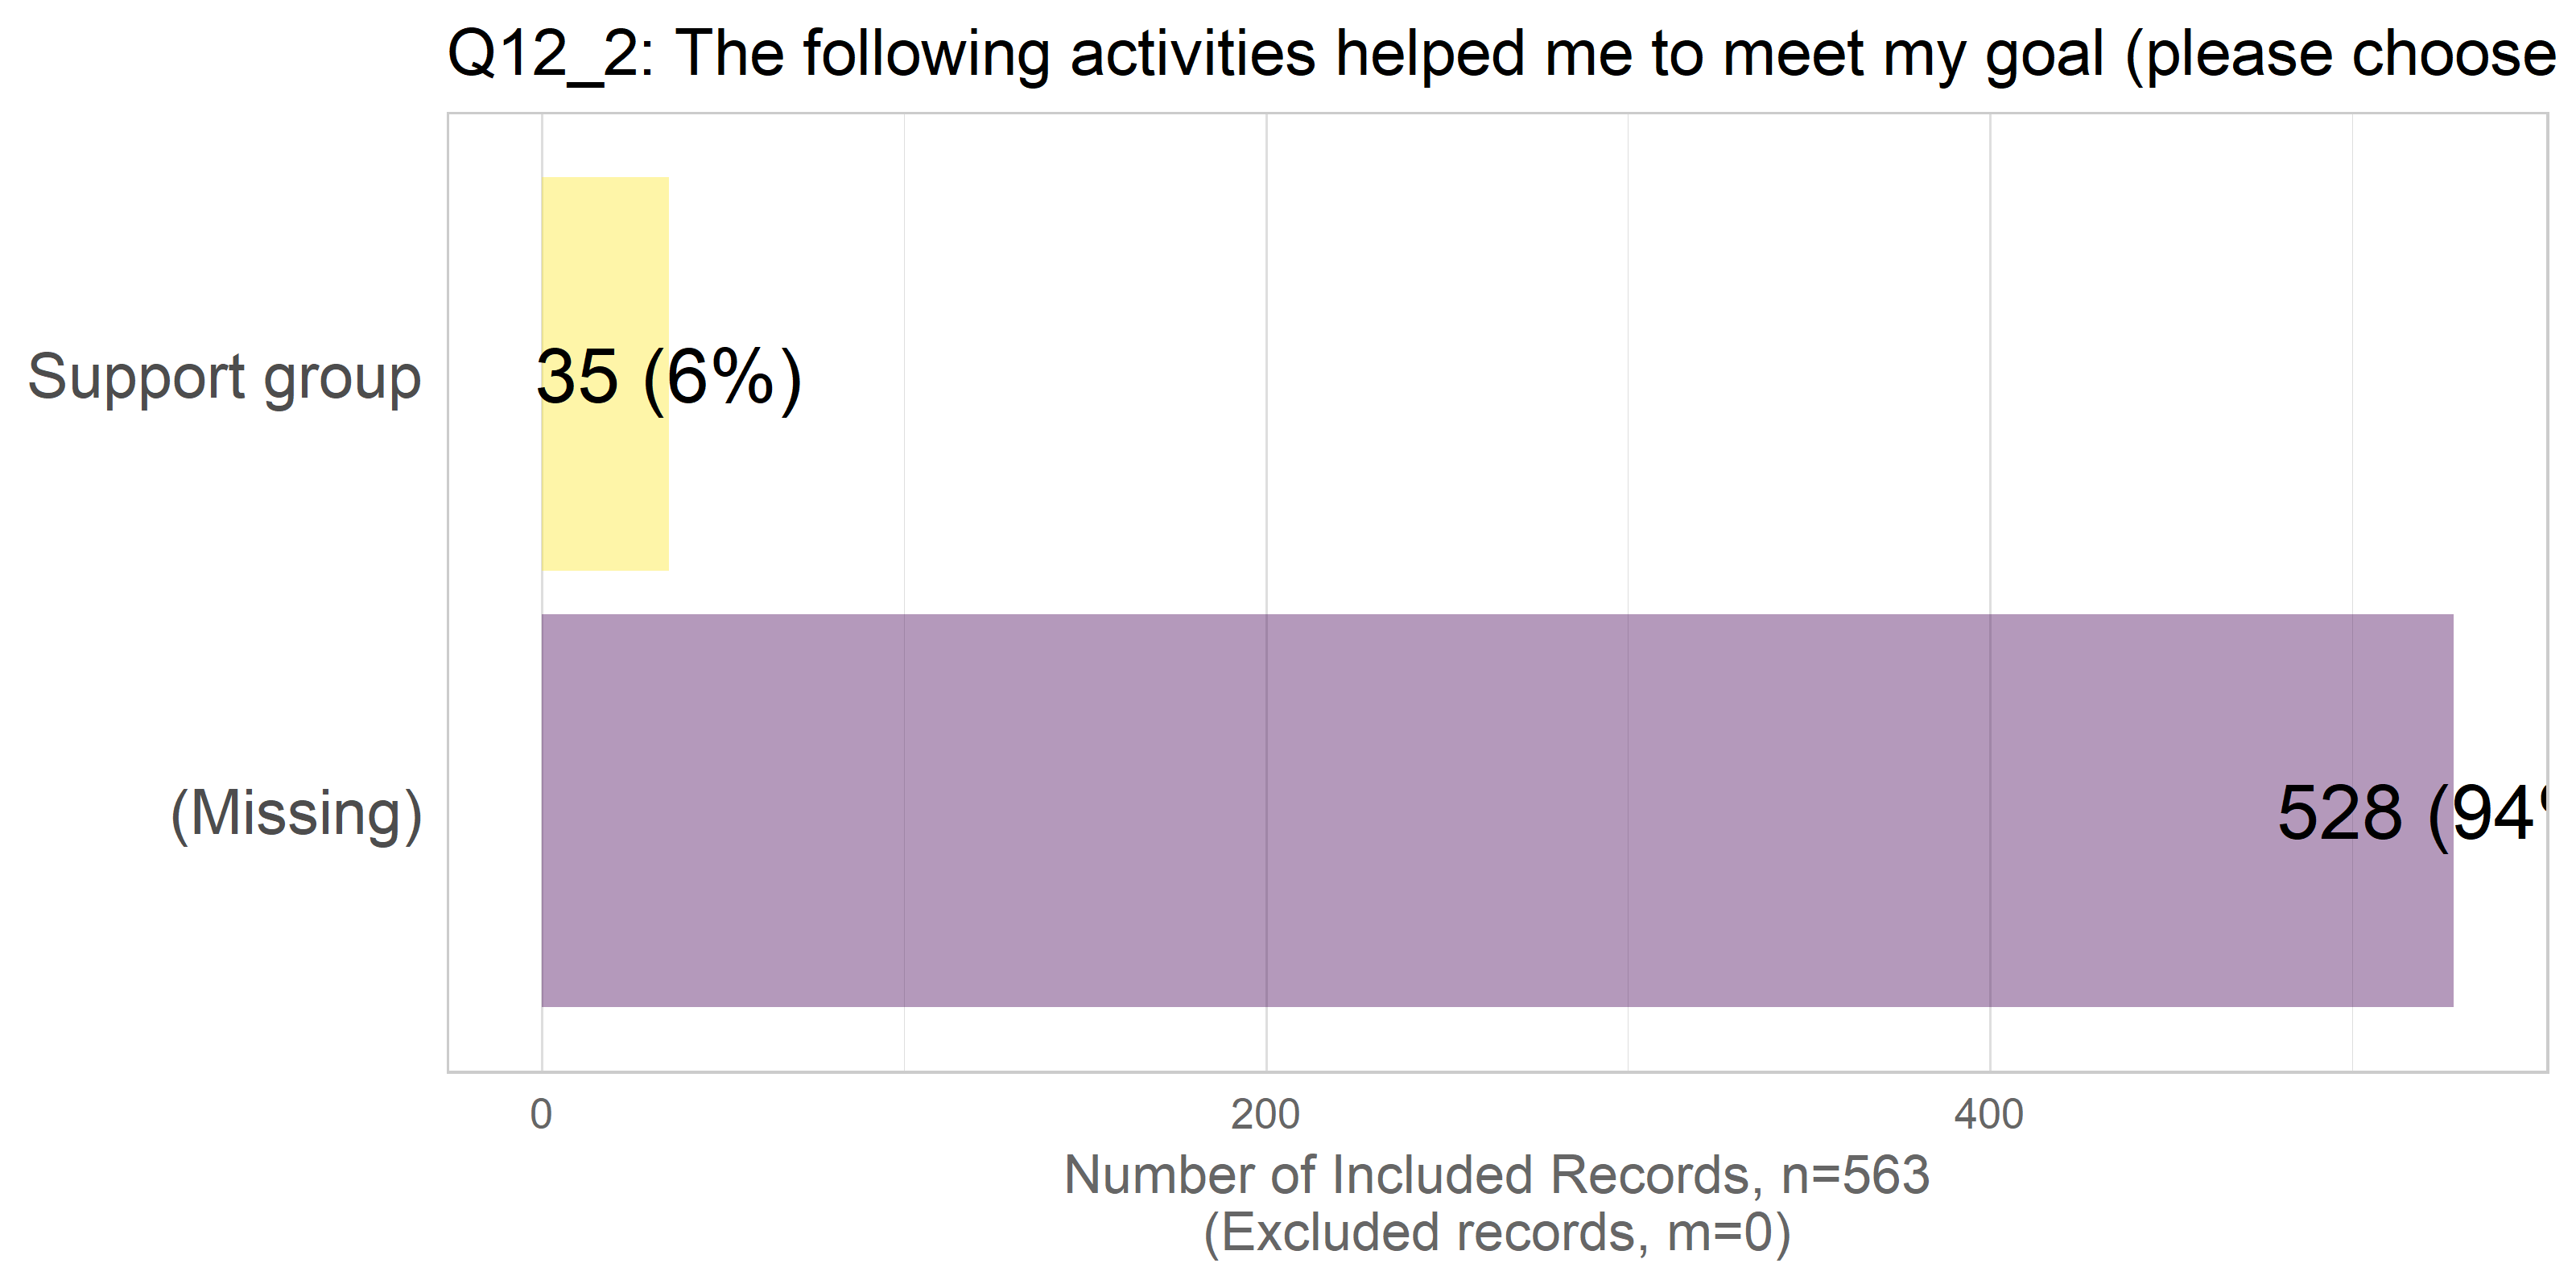 Q12_2: The following activities helped me to meet my goal (please choose
Support group
35 (6%)
(Missing)
528 (94
0
200
400
Number of Included Records, n=563
(Excluded records, m=0)